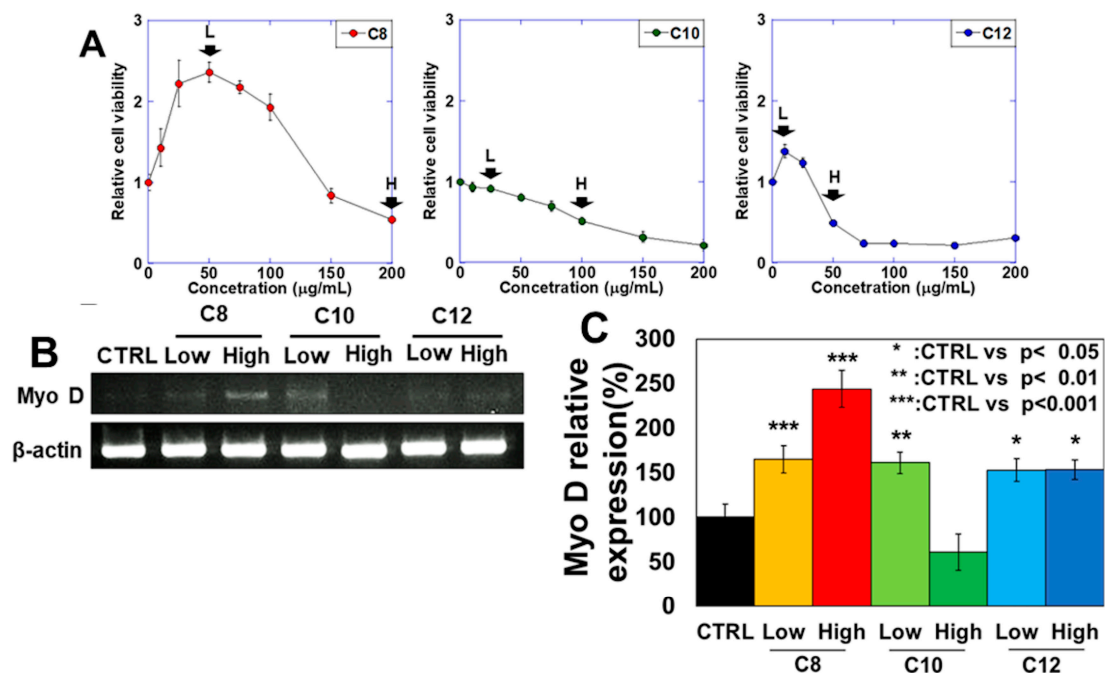 A
Relative cell viability
3
2
1
0
L
H
C8
0 50 100 150 200
Concetration (μg/mL)
Relative cell viability
3
2
1
0
L
H
C10
0 50 100 150 200
Concetration (μg/mL)
Relative cell viability
3
2
1
0
L
H
C12
0 50 100 150 200
Concetration (μg/mL)
B
C8 C10 C12
CTRL Low High Low High Low High
Myo D
β-actin
C
Myo D relative
expression(%)
300
250
200
150
100
50
0
* :CTRL vs p< 0.05
** :CTRL vs p< 0.01
***:CTRL vs p<0.001
*** *** ** * *
CTRL Low High Low High Low High
C8 C10 C12